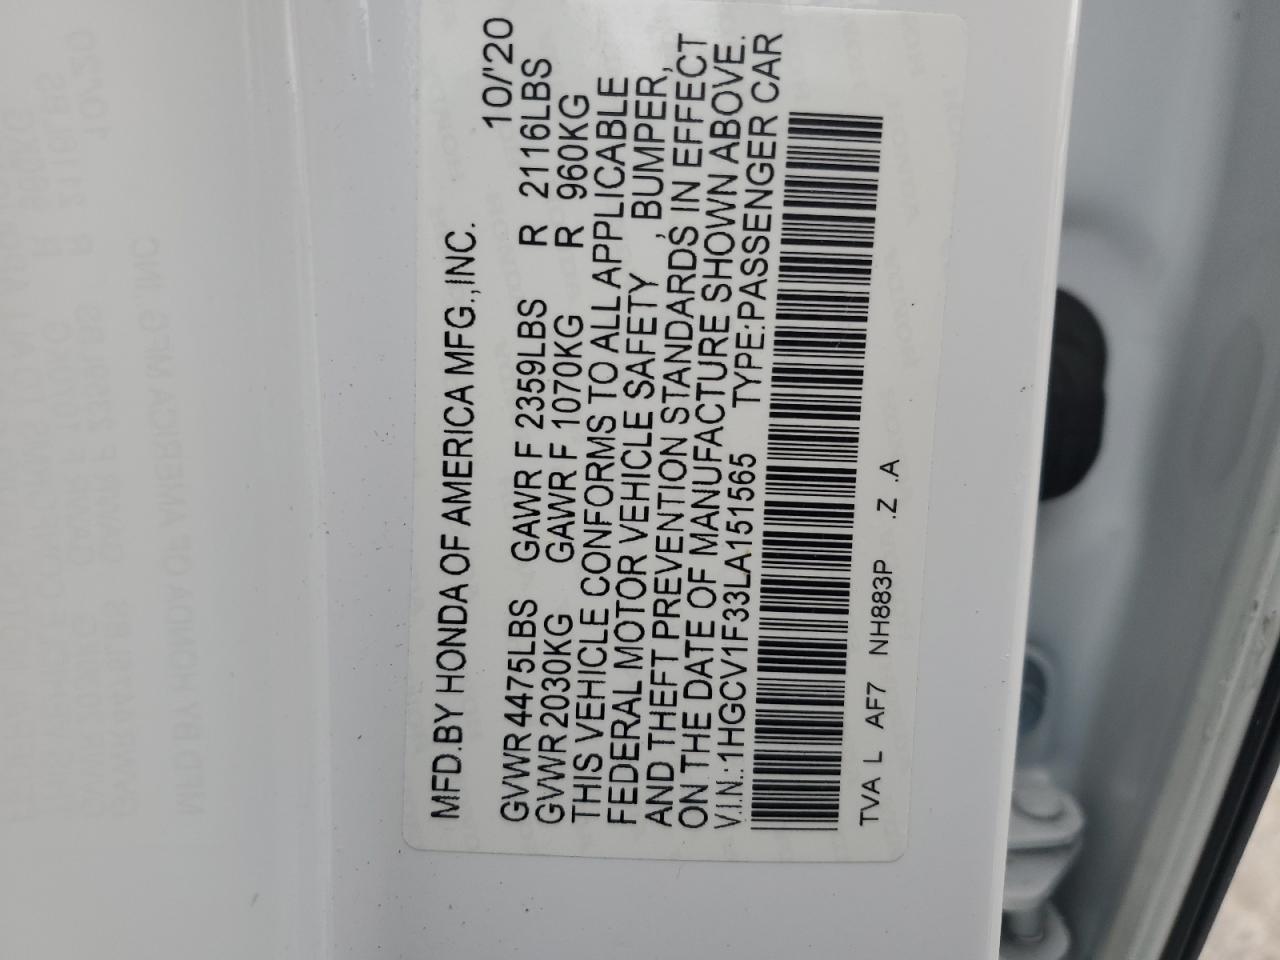 MFD.BY HONDA OF AMERICA MFG.,INC. 10/'20
GVWR 4475LBS GAWR F 2359LBS R 2116LBS
GVWR 2030KG GAWR F 1070KG R 960KG
THIS VEHICLE CONFORMS TO ALL APPLICABLE
FEDERAL MOTOR VEHICLE SAFETY , BUMPER,
AND THEFT PREVENTION STANDARDS IN EFFECT
ON THE DATE OF MANUFACTURE SHOWN ABOVE.
V.I.N.:1HGCV1F33LA151565 TYPE:PASSENGER CAR
TVA L AF7 NH883P .Z .A